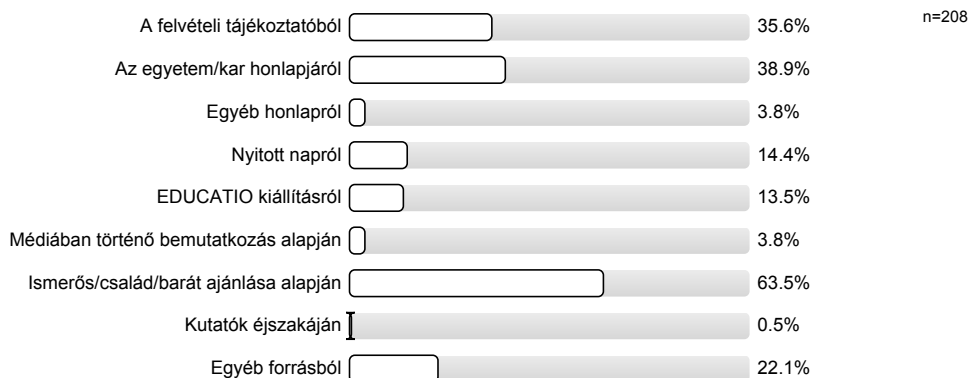 A felvételi tájékoztatóból 35.6% n=208
Az egyetem/kar honlapjáról 38.9%
Egyéb honlapról 3.8%
Nyitott napról 14.4%
EDUCATIO kiállításról 13.5%
Médiában történő bemutatkozás alapján 3.8%
Ismerős/család/barát ajánlása alapján 63.5%
Kutatók éjszakáján 0.5%
Egyéb forrásból 22.1%